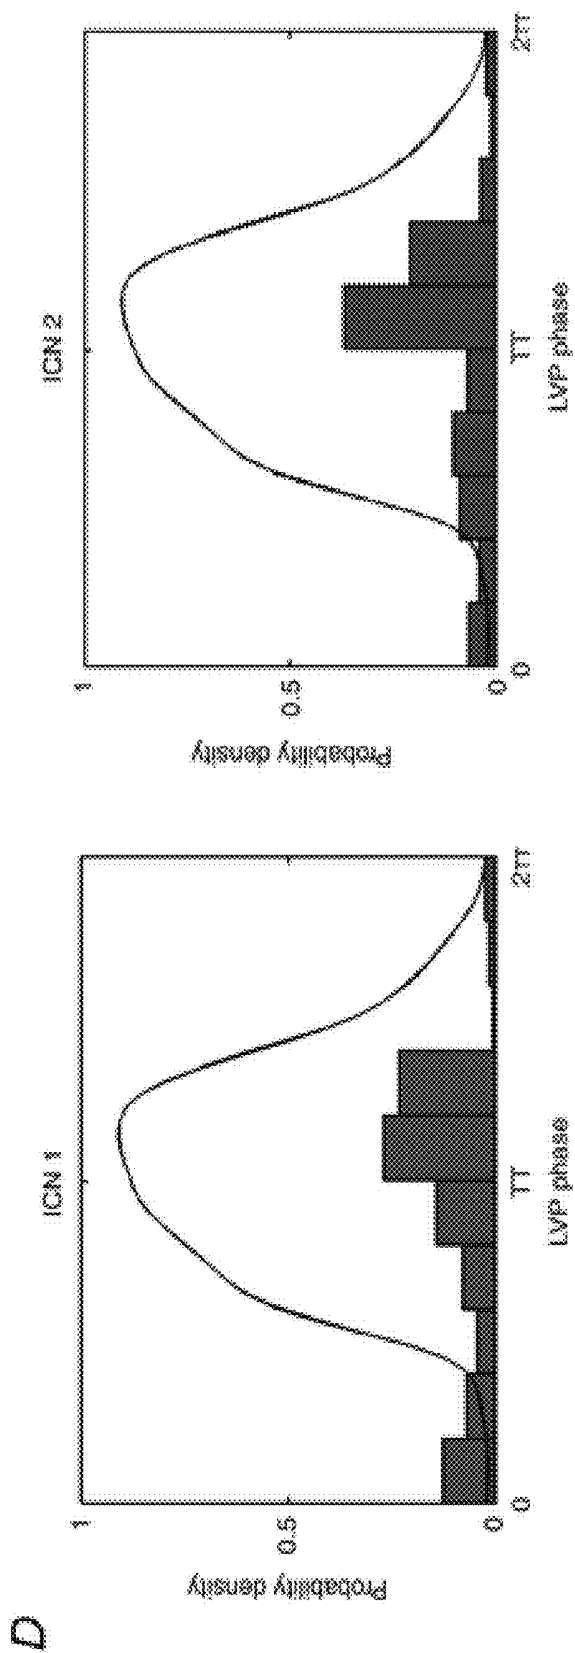 D
ICN 1
Probability density
1
0.5
0
0
π
2π
LVP phase
ICN 2
Probability density
1
0.5
0
0
π
2π
LVP phase